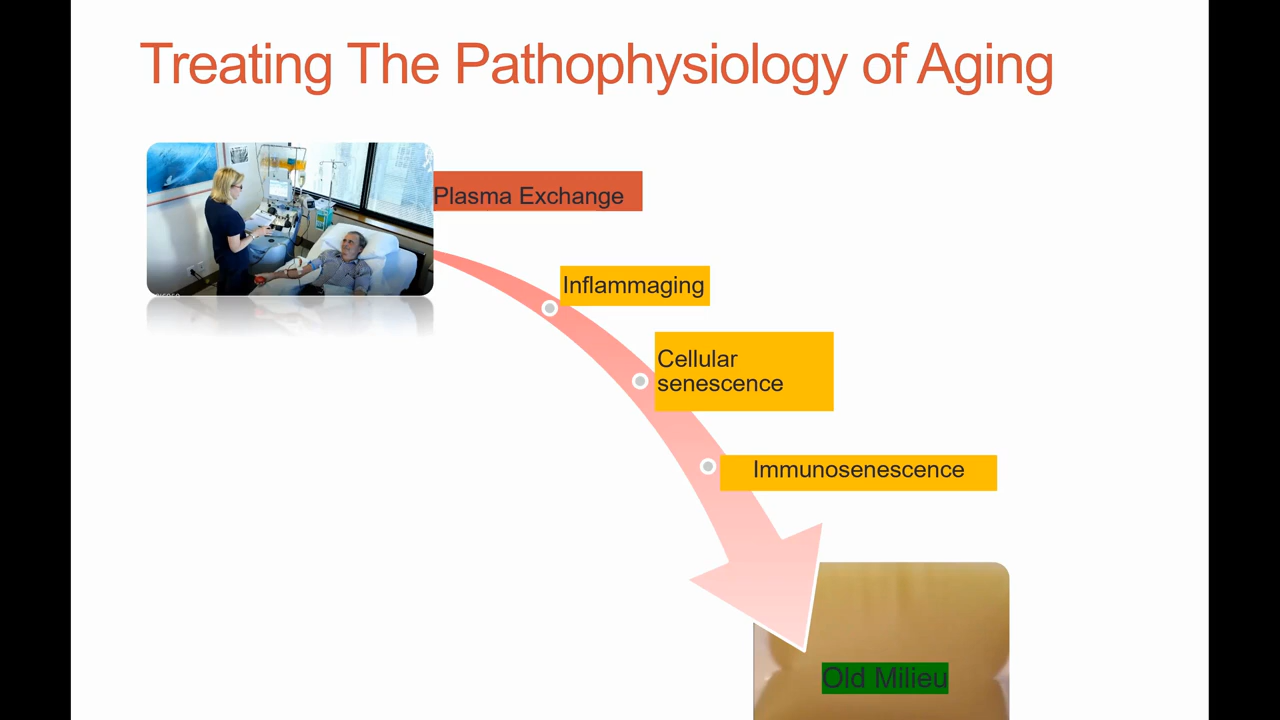 Treating The Pathophysiology of Aging
Plasma Exchange
Inflammaging
Cellular
senescence
Immunosenescence
Old Milieu